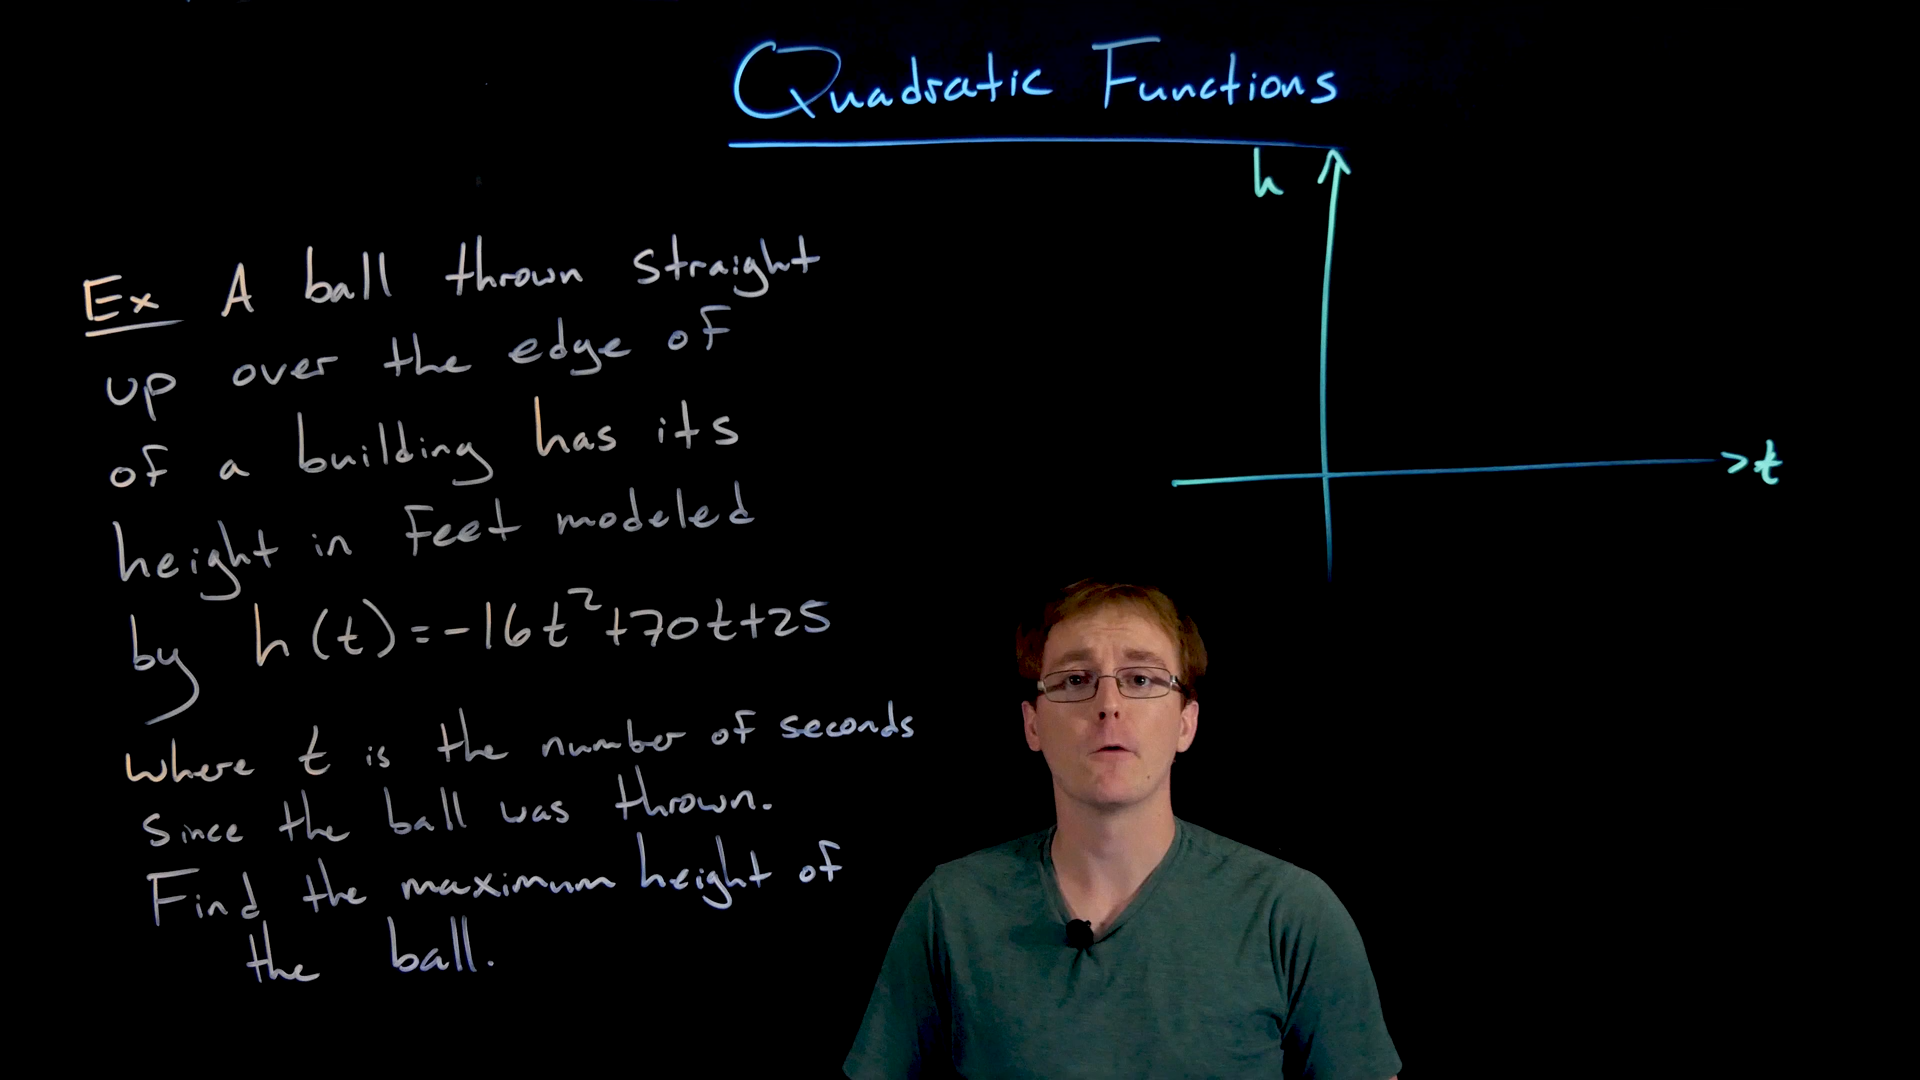 Quadratic Functions
h
t
Ex A ball thrown straight
up over the edge of
of a building has its
height in feet modeled
by h(t)=-16t²+70t+25
where t is the number of seconds
since the ball was thrown.
Find the maximum height of
the ball.